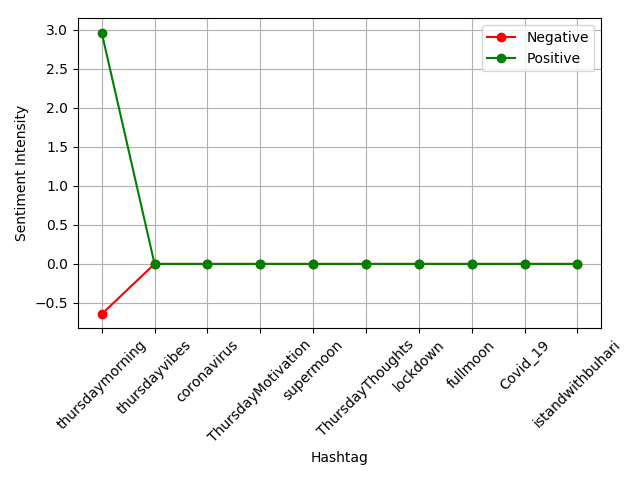 3.0
2.5
2.0
1.5
1.0
0.5
0.0
−0.5
Sentiment Intensity
Negative
Positive
thursdaymorning
thursdayvibes
coronavirus
ThursdayMotivation
supermoon
ThursdayThoughts
lockdown
fullmoon
Covid_19
istandwithbuhari
Hashtag